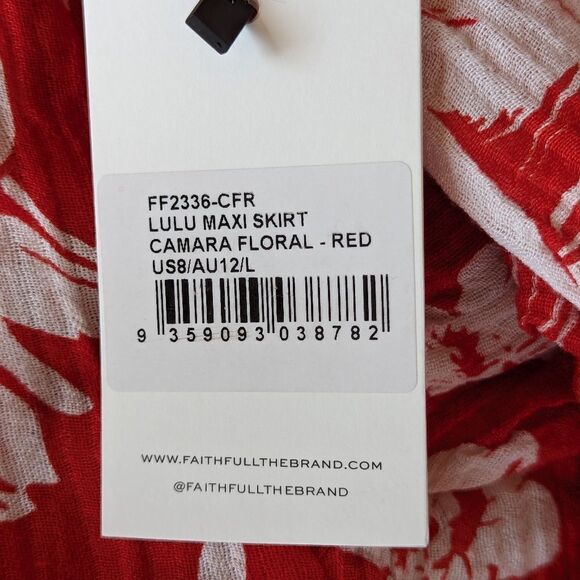 FF2336-CFR
LULU MAXI SKIRT
CAMARA FLORAL - RED
US8/AU12/L
9 359093 038782
WWW.FAITHFULLTHEBRAND.COM
@FAITHFULLTHEBRAND